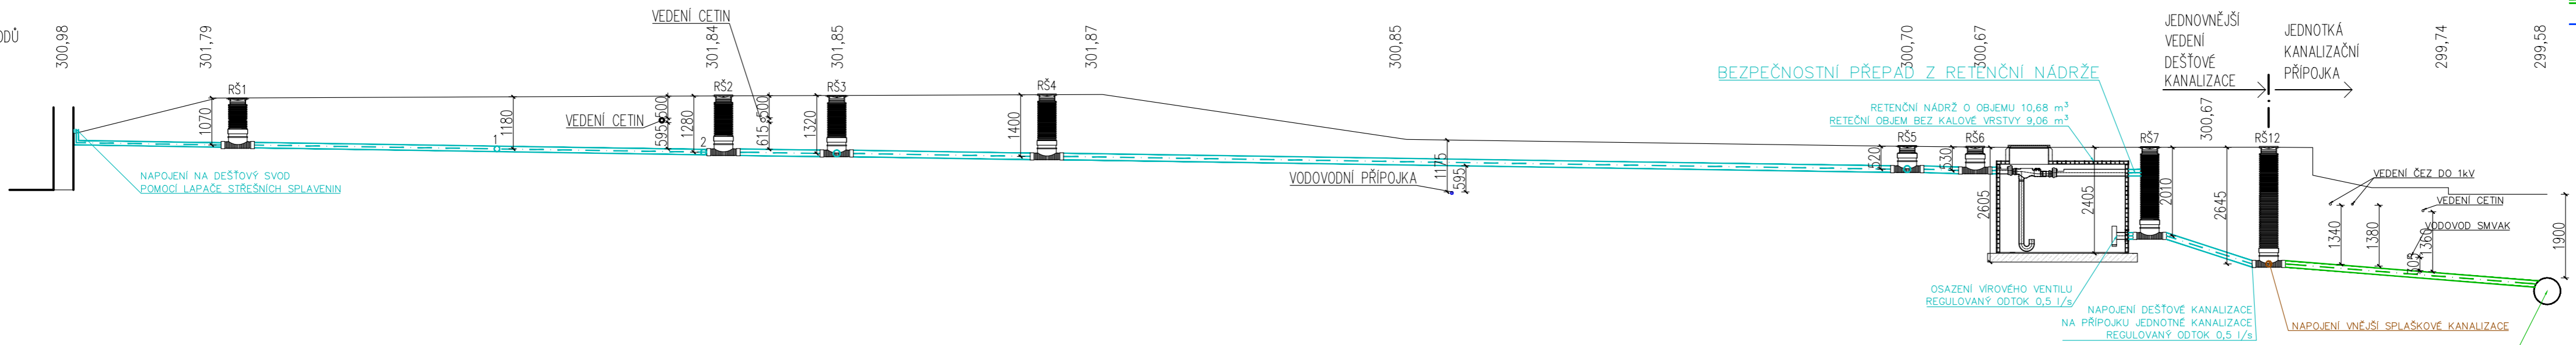 ODŮ
300,98
301,79
VEDENÍ CETIN
301,84
301,85
301,87
300,85
300,70
300,67
JEDNOVNĚJŠÍ
VEDENÍ
DEŠŤOVÉ
KANALIZACE
JEDNOTKÁ
KANALIZAČNÍ
PŘÍPOJKA
300,67
299,74
299,58
BEZPEČNOSTNÍ PŘEPAD Z RETENČNÍ NÁDRŽE
RETENČNÍ NÁDRŽ O OBJEMU 10,68 m³
RETEČNÍ OBJEM BEZ KALOVÉ VRSTVY 9,06 m³
RŠ1
RŠ2
RŠ3
RŠ4
RŠ5
RŠ6
RŠ7
RŠ12
1070
1180
VEDENÍ CETIN
500
595
1280
500
615
1320
1400
1175
595
520
530
2605
2405
2010
2645
1
2
NAPOJENÍ NA DEŠŤOVÝ SVOD
POMOCÍ LAPAČE STŘEŠNÍCH SPLAVENIN
VODOVODNÍ PŘÍPOJKA
VEDENÍ ČEZ DO 1kV
VEDENÍ CETIN
VODOVOD SMVAK
1340
1380
1360
1900
OSAZENÍ VÍROVÉHO VENTILU
REGULOVANÝ ODTOK 0,5 l/s
NAPOJENÍ DEŠŤOVÉ KANALIZACE
NA PŘÍPOJKU JEDNOTNÉ KANALIZACE
REGULOVANÝ ODTOK 0,5 l/s
NAPOJENÍ VNĚJŠÍ SPLAŠKOVÉ KANALIZACE